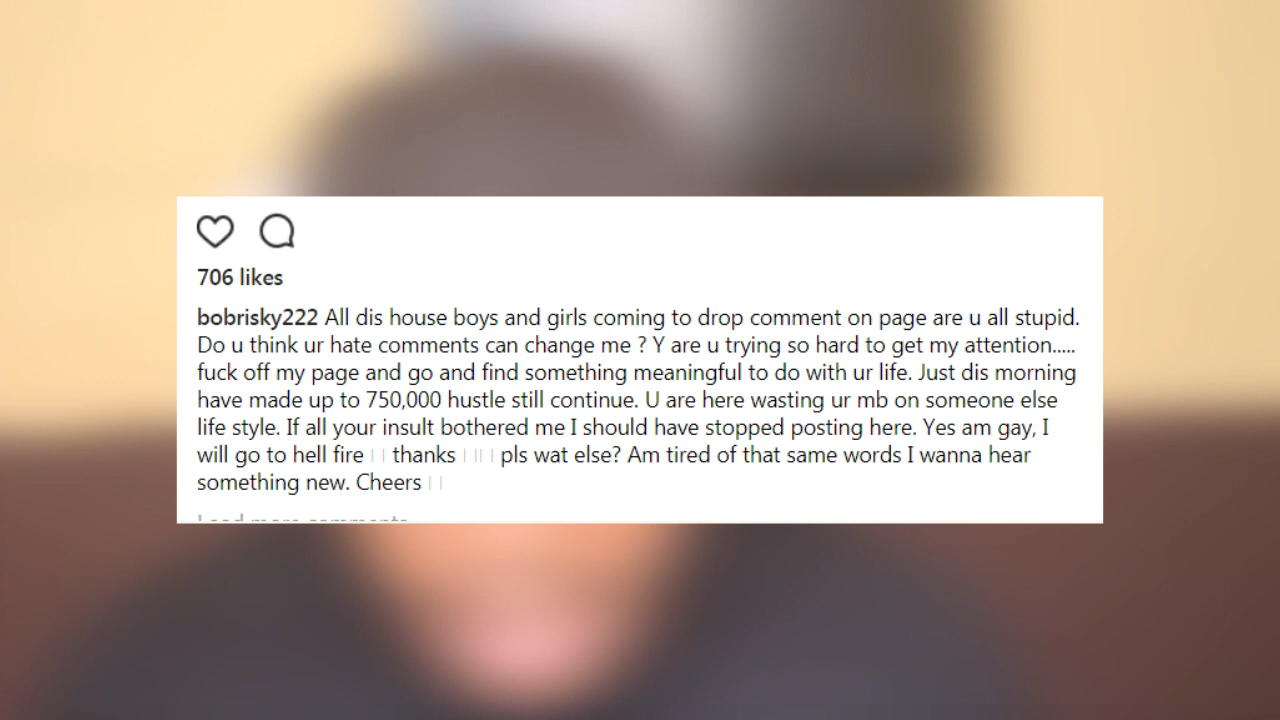 706 likes
bobrisky222 All dis house boys and girls coming to drop comment on page are u all stupid.
Do u think ur hate comments can change me ? Y are u trying so hard to get my attention.....
fuck off my page and go and find something meaningful to do with ur life. Just dis morning
have made up to 750,000 hustle still continue. U are here wasting ur mb on someone else
life style. If all your insult bothered me I should have stopped posting here. Yes am gay, I
will go to hell fire thanks pls wat else? Am tired of that same words I wanna hear
something new. Cheers
Load more comments